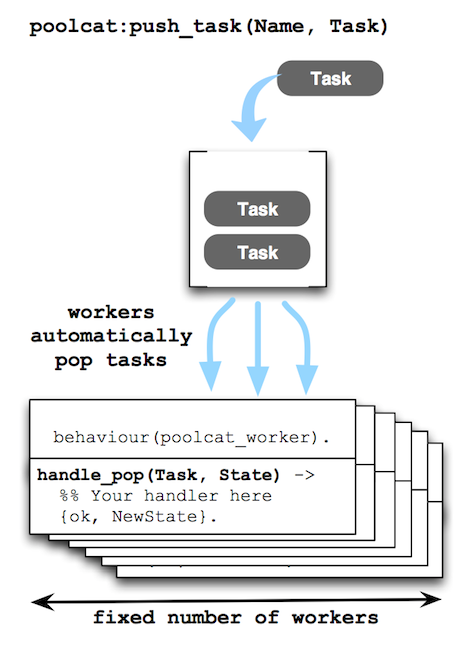 poolcat:push_task(Name, Task)
Task
Task
Task
workers
automatically
pop tasks
behaviour(poolcat_worker).
handle_pop(Task, State) ->
%% Your handler here
{ok, NewState}.
fixed number of workers